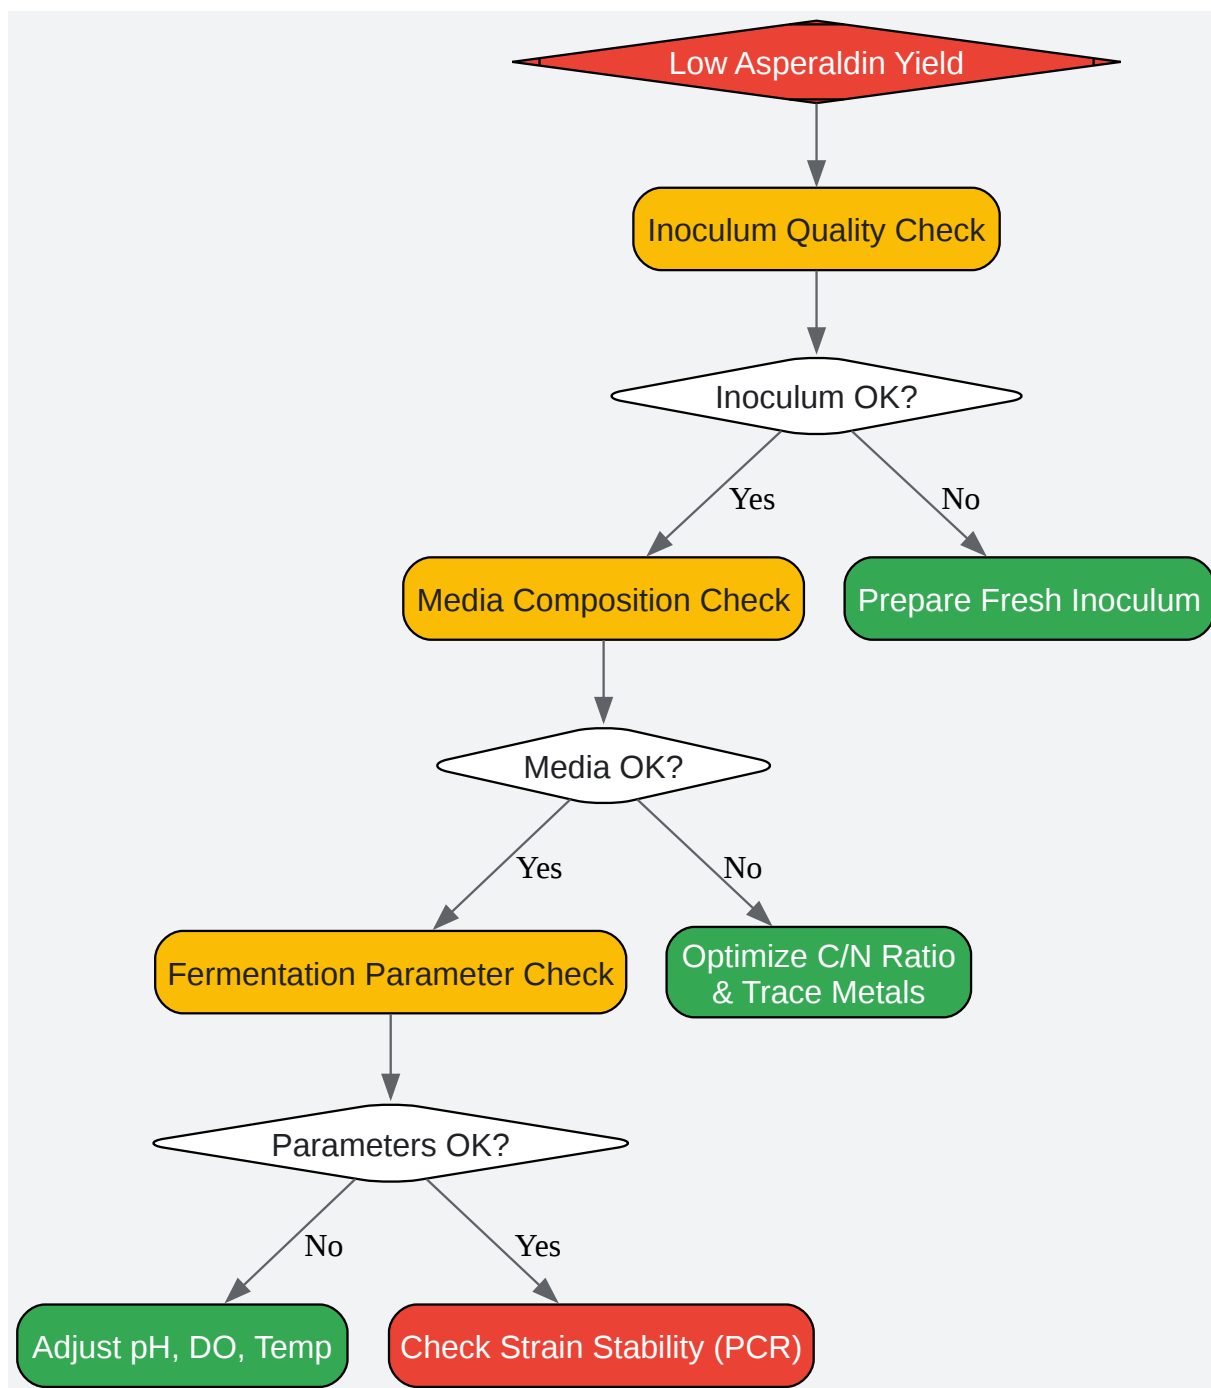 Low Asperaldin Yield
Inoculum Quality Check
Inoculum OK?
Yes
No
Media Composition Check
Prepare Fresh Inoculum
Media OK?
Yes
No
Fermentation Parameter Check
Optimize C/N Ratio
& Trace Metals
Parameters OK?
No
Yes
Adjust pH, DO, Temp
Check Strain Stability (PCR)